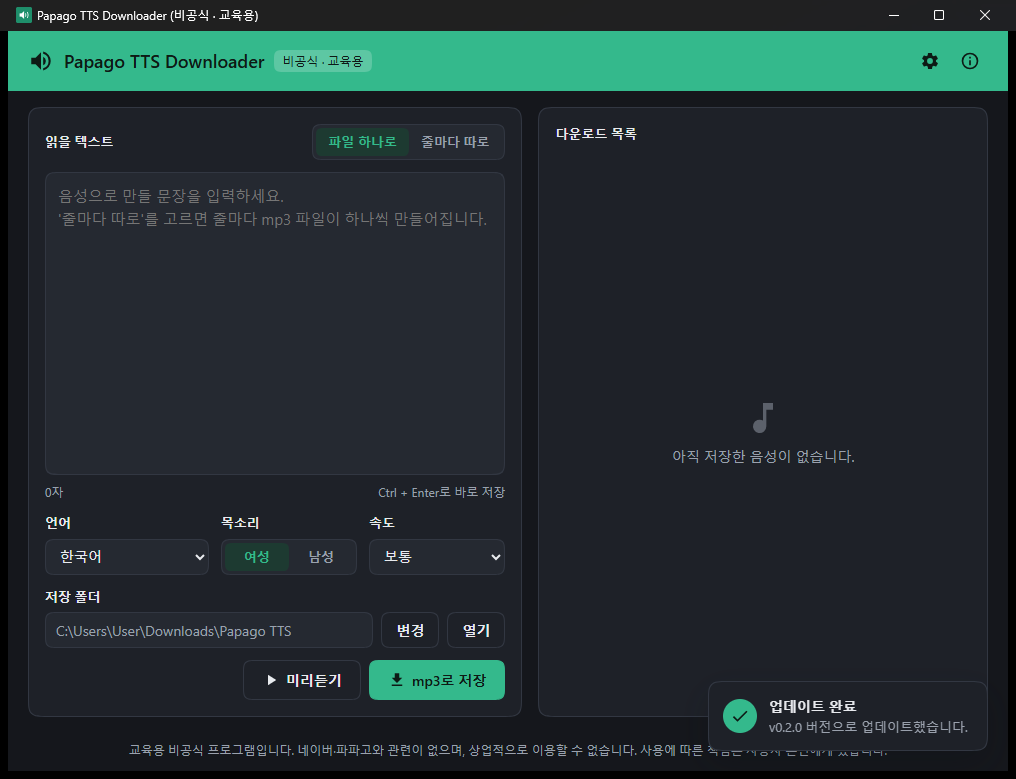 Papago TTS Downloader (비공식 · 교육용)
Papago TTS Downloader
비공식 · 교육용
읽을 텍스트
파일 하나로
줄마다 따로
음성으로 만들 문장을 입력하세요.
'줄마다 따로'를 고르면 줄마다 mp3 파일이 하나씩 만들어집니다.
0자
Ctrl + Enter로 바로 저장
언어
목소리
속도
한국어
여성
남성
보통
저장 폴더
C:\Users\User\Downloads\Papago TTS
변경
열기
미리듣기
mp3로 저장
다운로드 목록
아직 저장한 음성이 없습니다.
업데이트 완료
v0.2.0 버전으로 업데이트했습니다.
교육용 비공식 프로그램입니다. 네이버·파파고와 관련이 없으며, 상업적으로 이용할 수 없습니다. 사용에 따른